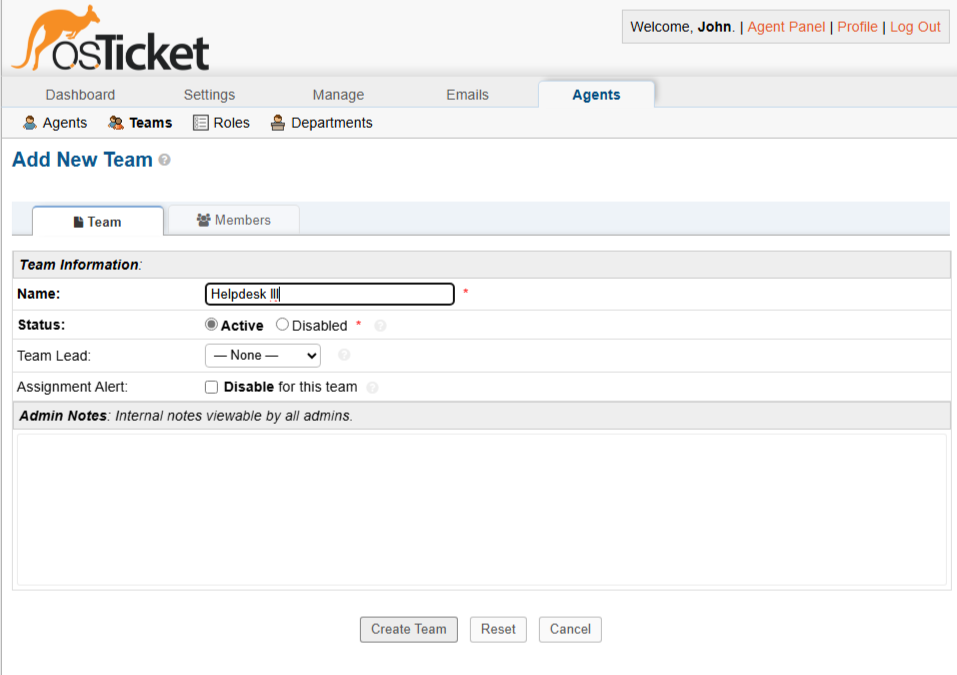 osTicket
Welcome, John. | Agent Panel | Profile | Log Out
Dashboard Settings Manage Emails Agents
Agents Teams Roles Departments
Add New Team ?
Team Members
Team Information:
Name: Helpdesk III *
Status: Active Disabled * ?
Team Lead: — None — ?
Assignment Alert: Disable for this team ?
Admin Notes: Internal notes viewable by all admins.
Create Team Reset Cancel